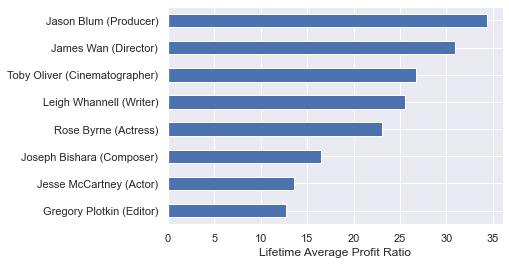 Jason Blum (Producer)
James Wan (Director)
Toby Oliver (Cinematographer)
Leigh Whannell (Writer)
Rose Byrne (Actress)
Joseph Bishara (Composer)
Jesse McCartney (Actor)
Gregory Plotkin (Editor)
0 5 10 15 20 25 30 35
Lifetime Average Profit Ratio